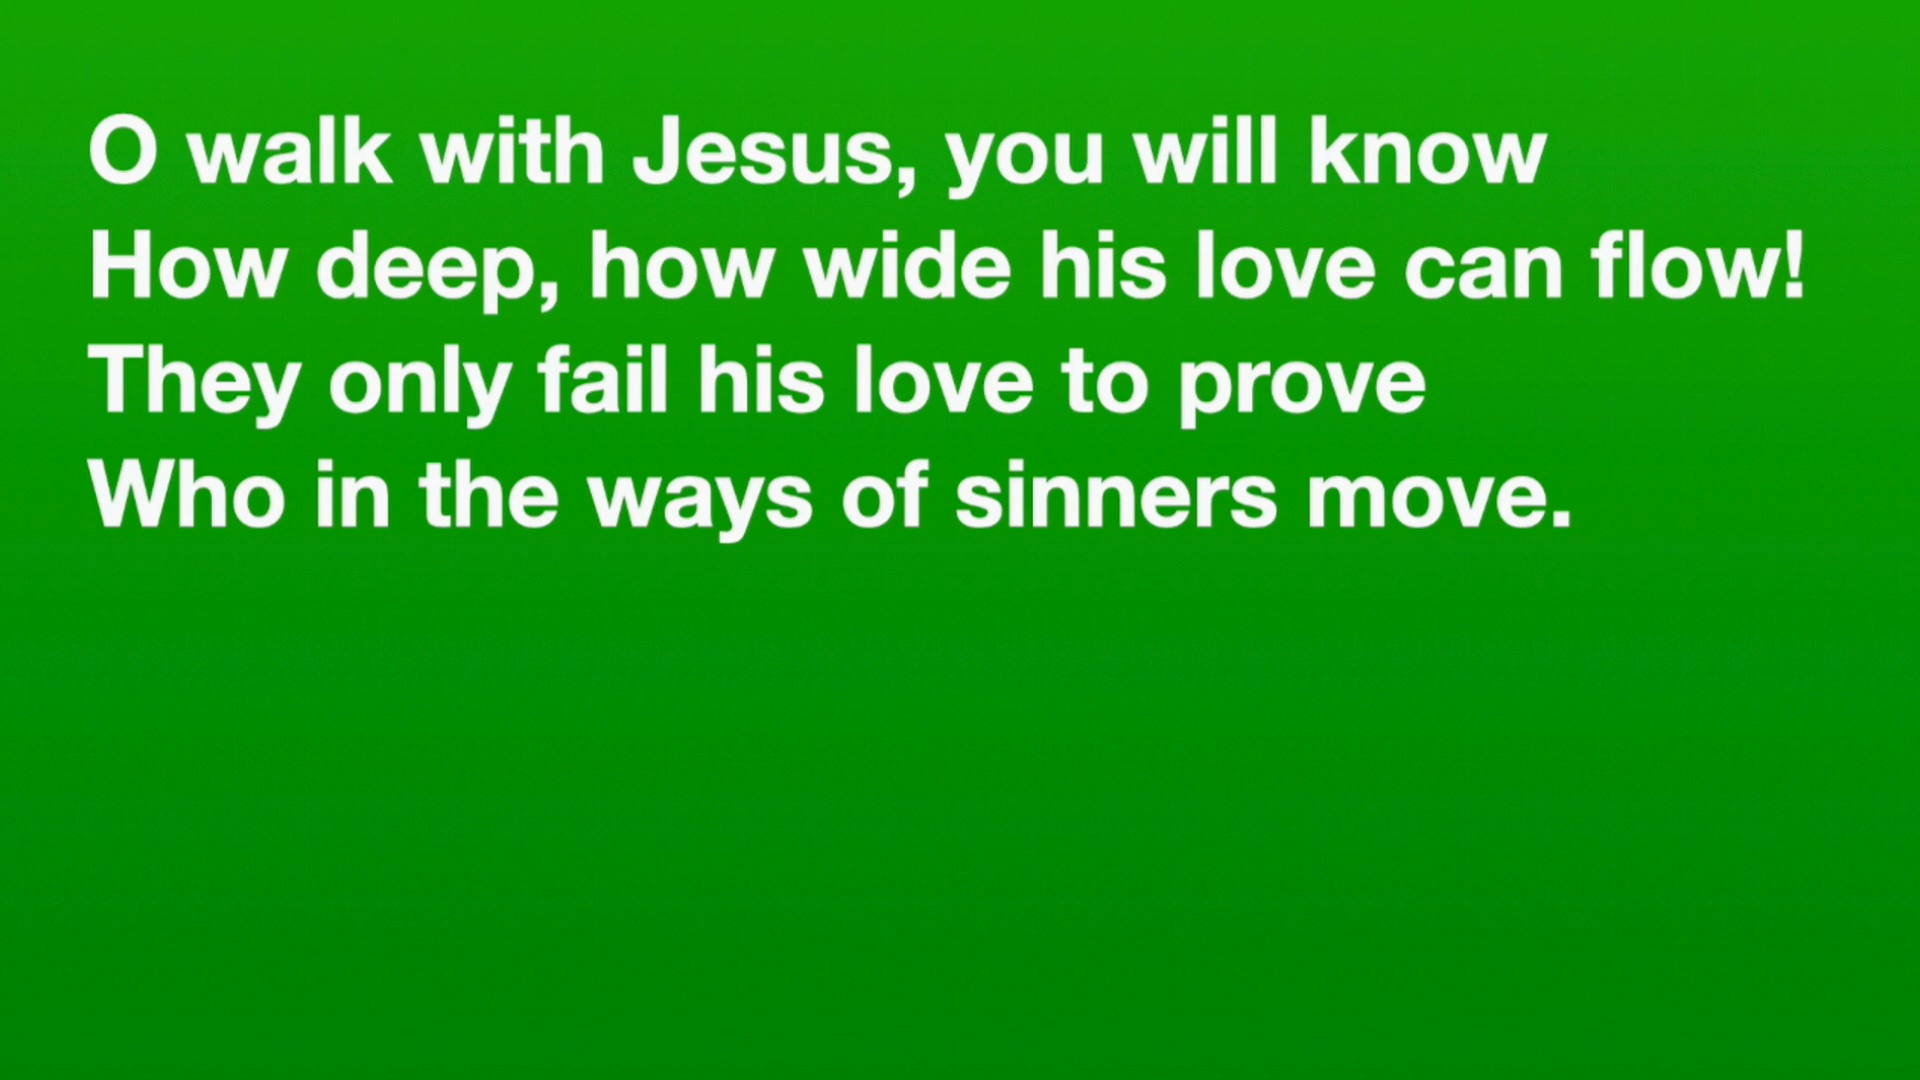 O walk with Jesus, you will know
How deep, how wide his love can flow!
They only fail his love to prove
Who in the ways of sinners move.